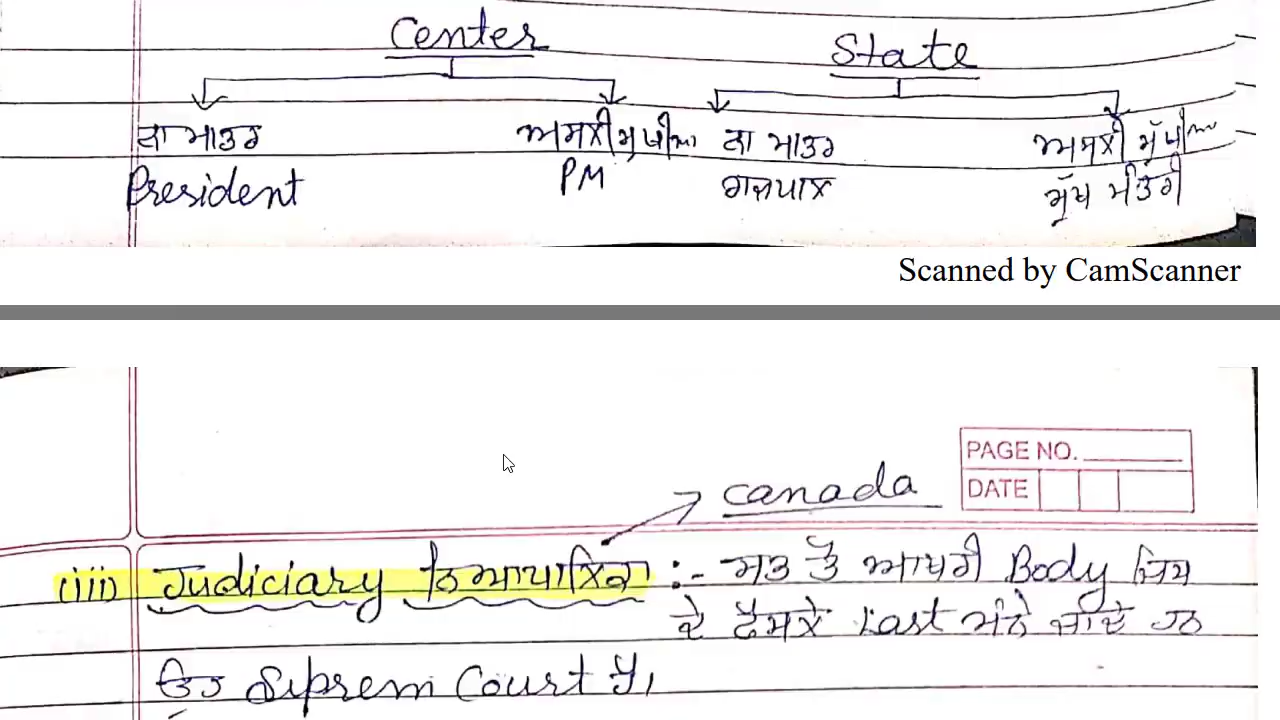 Center State
ਨਾ ਮਾਤਰ ਅਸਲੀ ਮੁਖੀਆ ਨਾ ਮਾਤਰ ਅਸਲੀ ਮੁੱਖੀਆ
President PM ਰਾਜਪਾਲ ਮੁੱਖ ਮੰਤਰੀ
Scanned by CamScanner
PAGE NO.
canada
DATE
(iii) Judiciary ਨਿਆਪਾਲਿਕਾ :- ਸਭ ਤੋਂ ਆਖਰੀ Body ਜਿਸ
ਦੇ ਫੈਸਲੇ Last ਮੰਨੇ ਜਾਂਦੇ ਹਨ
ਉਹ Suprem Court ਹੈ।